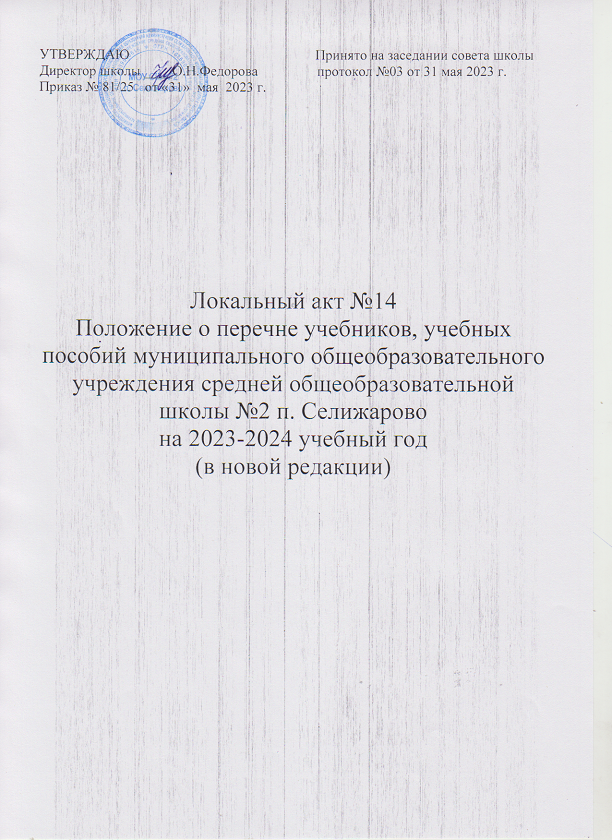 УТВЕРЖДАЮ Принято на заседании совета школы
Директор школы О.Н.Федорова протокол №03 от 31 мая 2023 г.
Приказ № 81/25 от «31» мая 2023 г.
МОУ
Локальный акт №14
Положение о перечне учебников, учебных
пособий муниципального общеобразовательного
учреждения средней общеобразовательной
школы №2 п. Селижарово
на 2023-2024 учебный год
(в новой редакции)